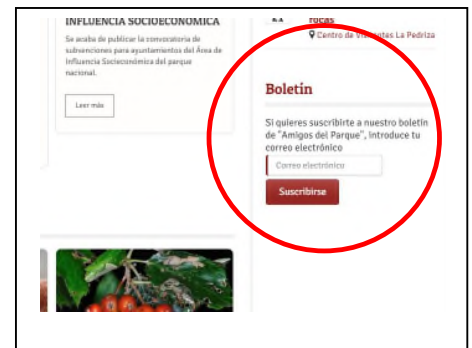 INFLUENCIA SOCIOECONÓMICA
Se acaba de publicar la convocatoria de
subvenciones para ayuntamientos del Área de
Influencia Socioeconómica del parque
nacional.
Leer más
rocas
Centro de Visitantes La Pedriza
Boletín
Si quieres suscribirte a nuestro boletín
de "Amigos del Parque", introduce tu
correo electrónico
Correo electrónico
Suscribirse